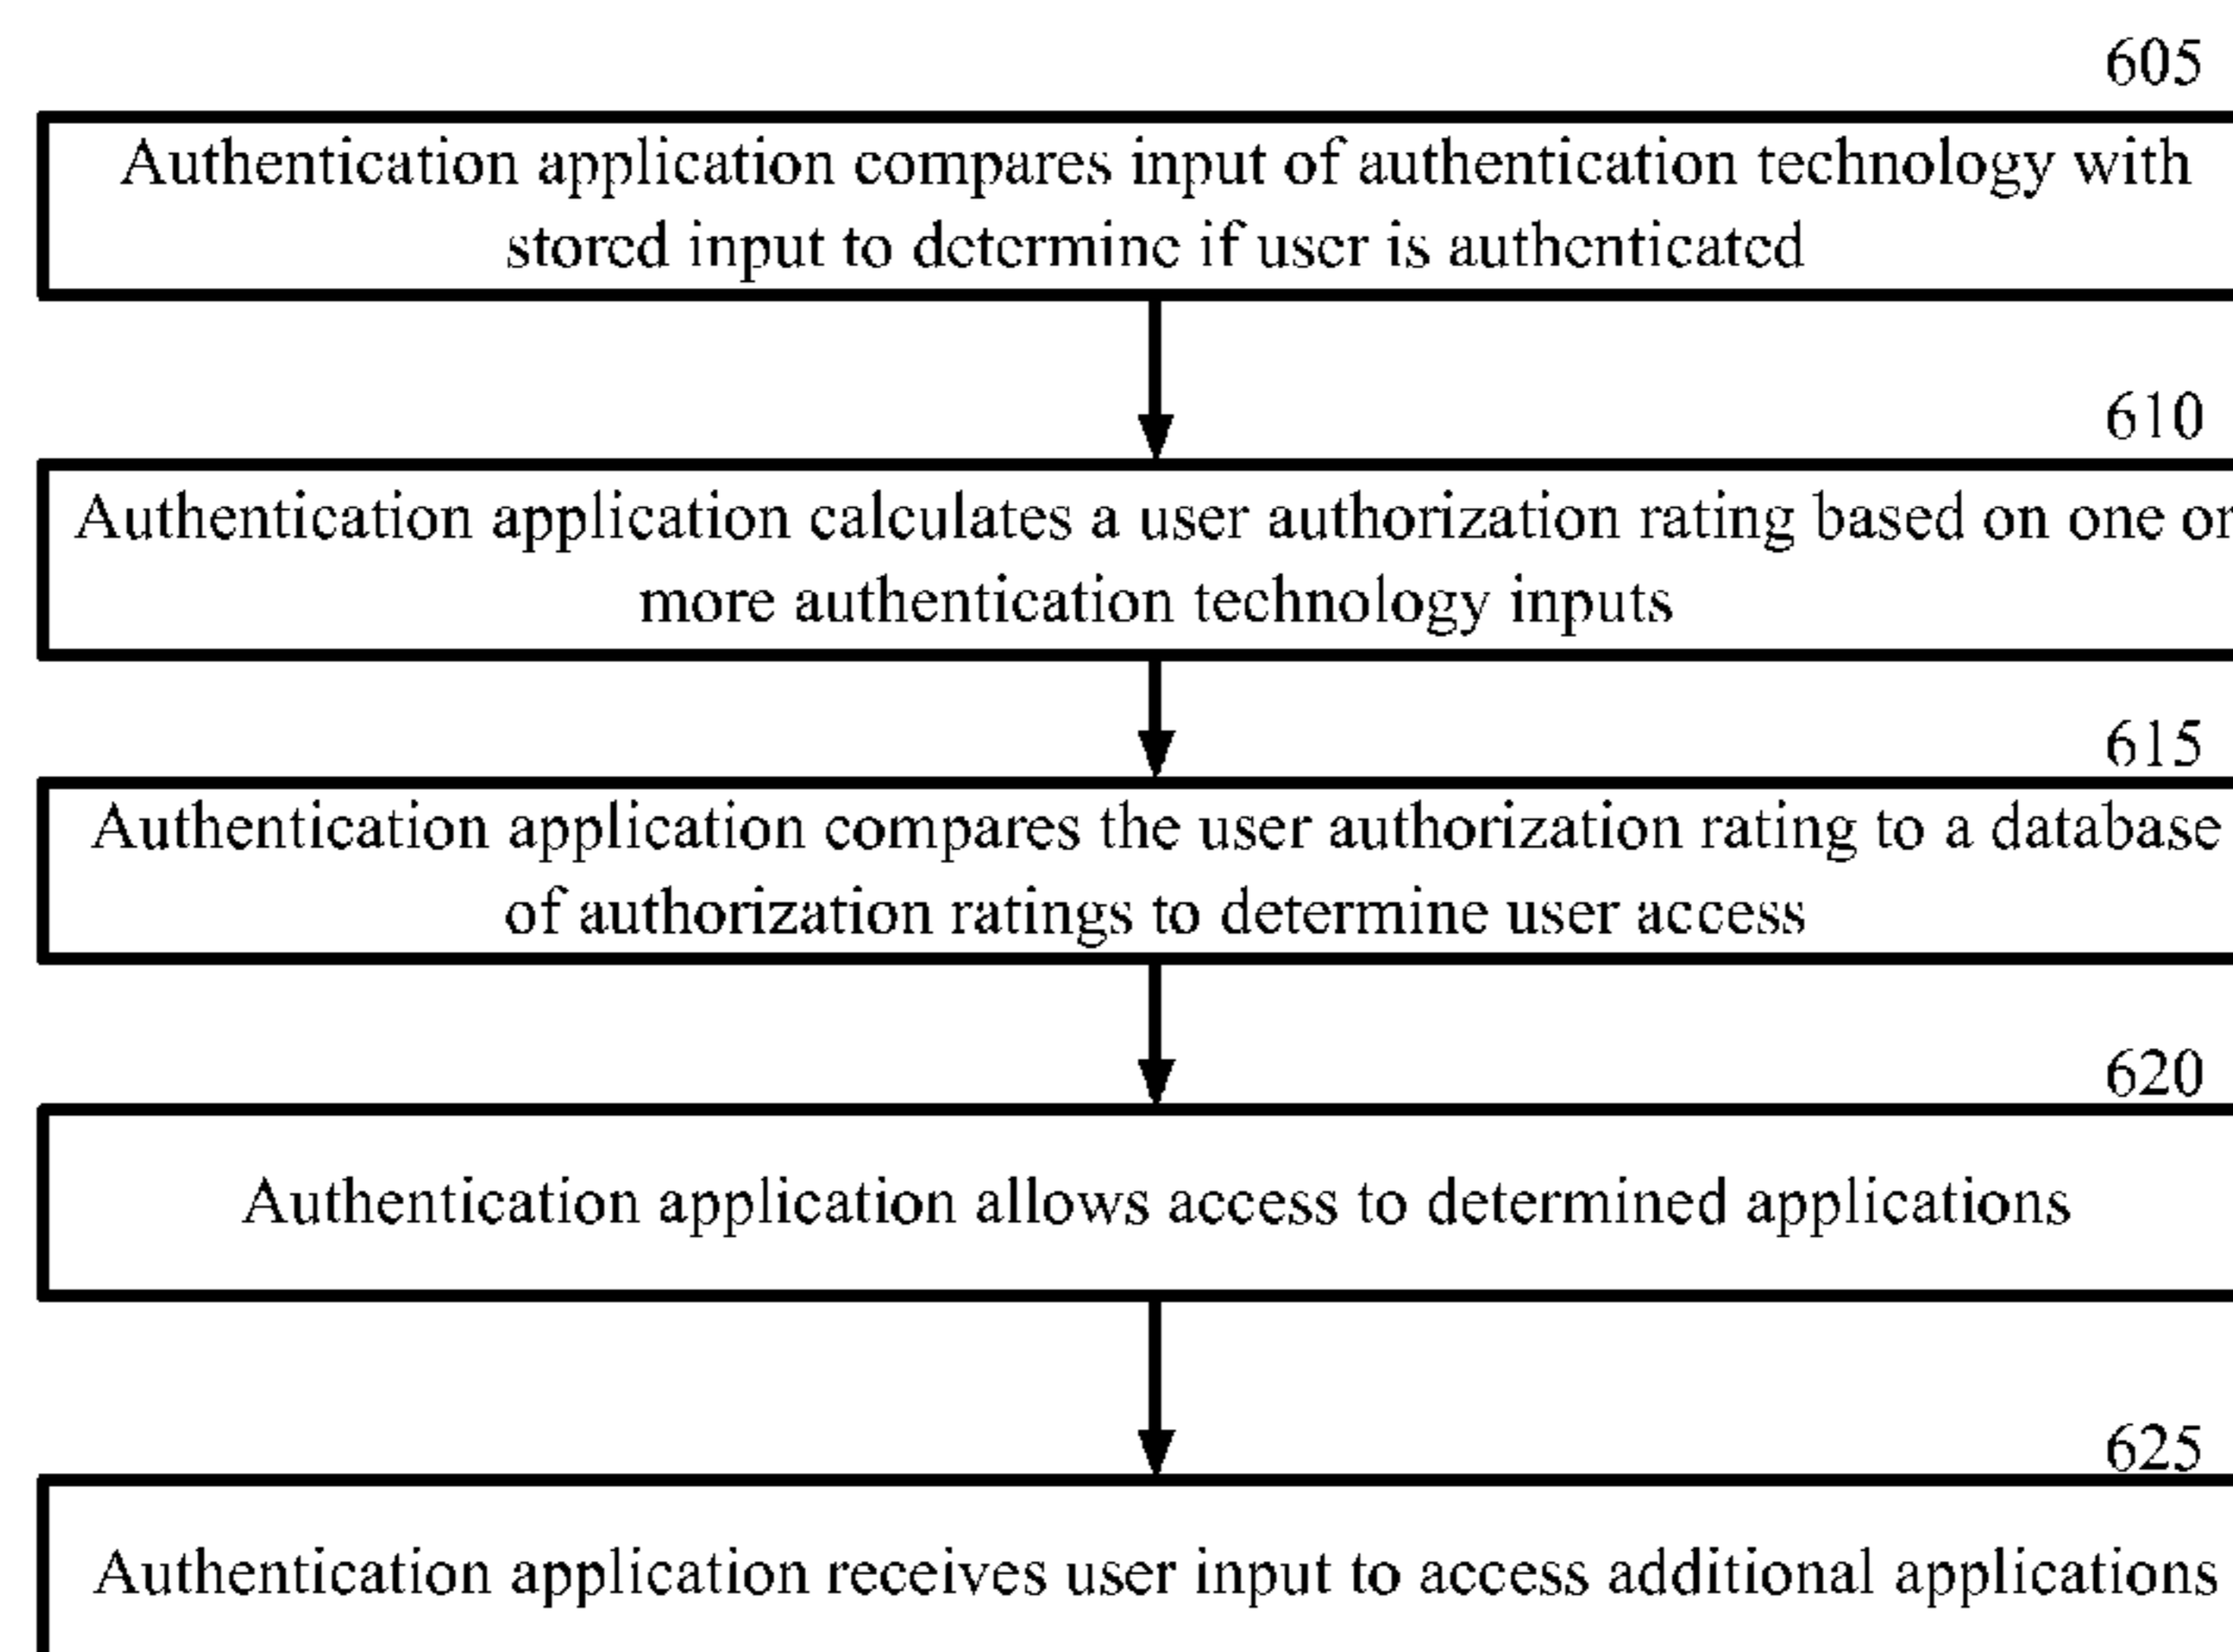 605
Authentication application compares input of authentication technology with
stored input to determine if user is authenticated
610
Authentication application calculates a user authorization rating based on one or
more authentication technology inputs
615
Authentication application compares the user authorization rating to a database
of authorization ratings to determine user access
620
Authentication application allows access to determined applications
625
Authentication application receives user input to access additional applications